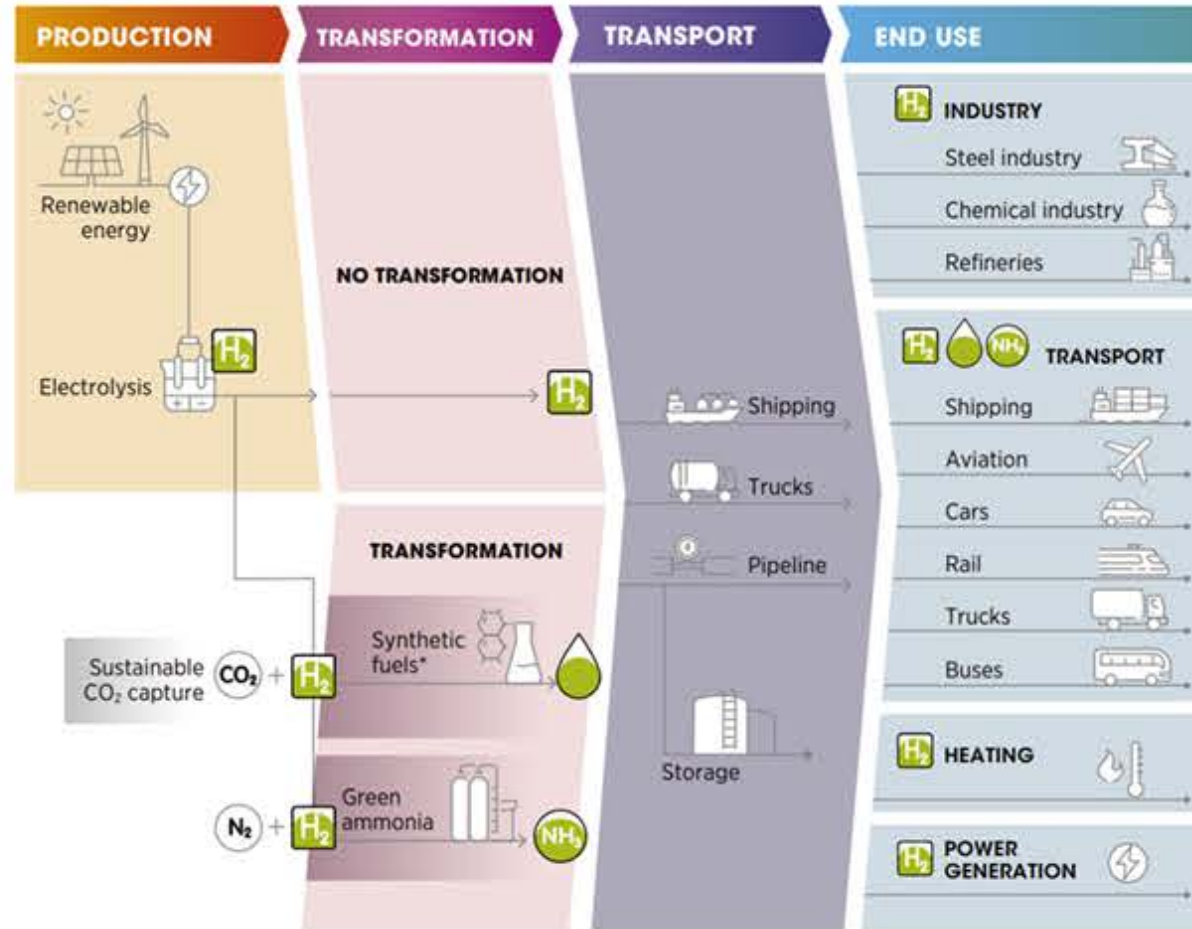 PRODUCTION
TRANSFORMATION
TRANSPORT
END USE
Renewable
energy
H₂
Electrolysis
NO TRANSFORMATION
H₂
TRANSFORMATION
Sustainable
CO₂ capture
CO₂ + H₂
Synthetic
fuels*
N₂ + H₂
Green
ammonia
NH₃
Shipping
Trucks
Pipeline
Storage
H₂ INDUSTRY
Steel industry
Chemical industry
Refineries
H₂ NH₃ TRANSPORT
Shipping
Aviation
Cars
Rail
Trucks
Buses
H₂ HEATING
H₂ POWER
GENERATION